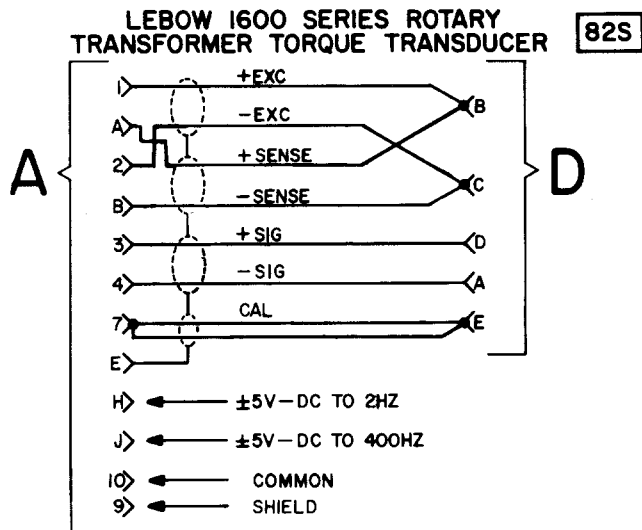 LEBOW 1600 SERIES ROTARY
TRANSFORMER TORQUE TRANSDUCER
82S
A
D
1 +EXC B
A -EXC
2 +SENSE C
B -SENSE
3 +SIG D
4 -SIG A
7 CAL E
E
H ±5V-DC TO 2HZ
J ±5V-DC TO 400HZ
10 COMMON
9 SHIELD